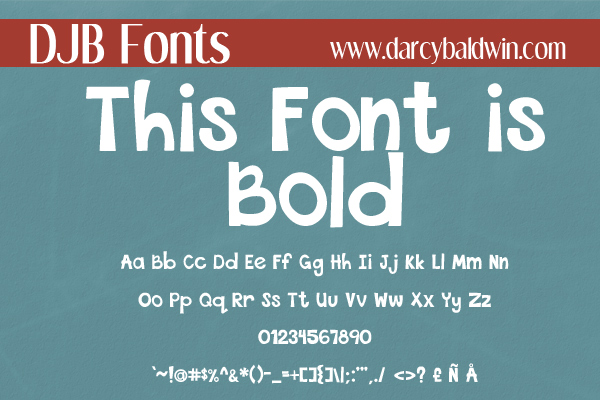 DJB Fonts
www.darcybaldwin.com
This Font is
Bold
Aa Bb Cc Dd Ee Ff Gg Hh Ii Jj Kk Ll Mm Nn
Oo Pp Qq Rr Ss Tt Uu Vv Ww Xx Yy Zz
01234567890
`~!@#$%^&*()-_=+[]{}\|;:'",./ <>? £ Ñ Å